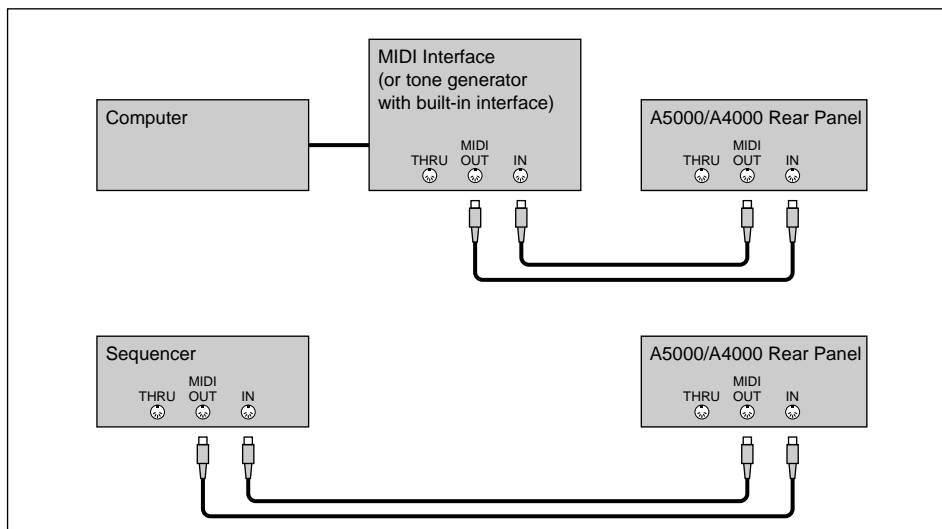 MIDI Interface
(or tone generator
with built-in interface)
Computer
A5000/A4000 Rear Panel
MIDI
THRU OUT IN
MIDI
THRU OUT IN
Sequencer
A5000/A4000 Rear Panel
MIDI
THRU OUT IN
MIDI
THRU OUT IN